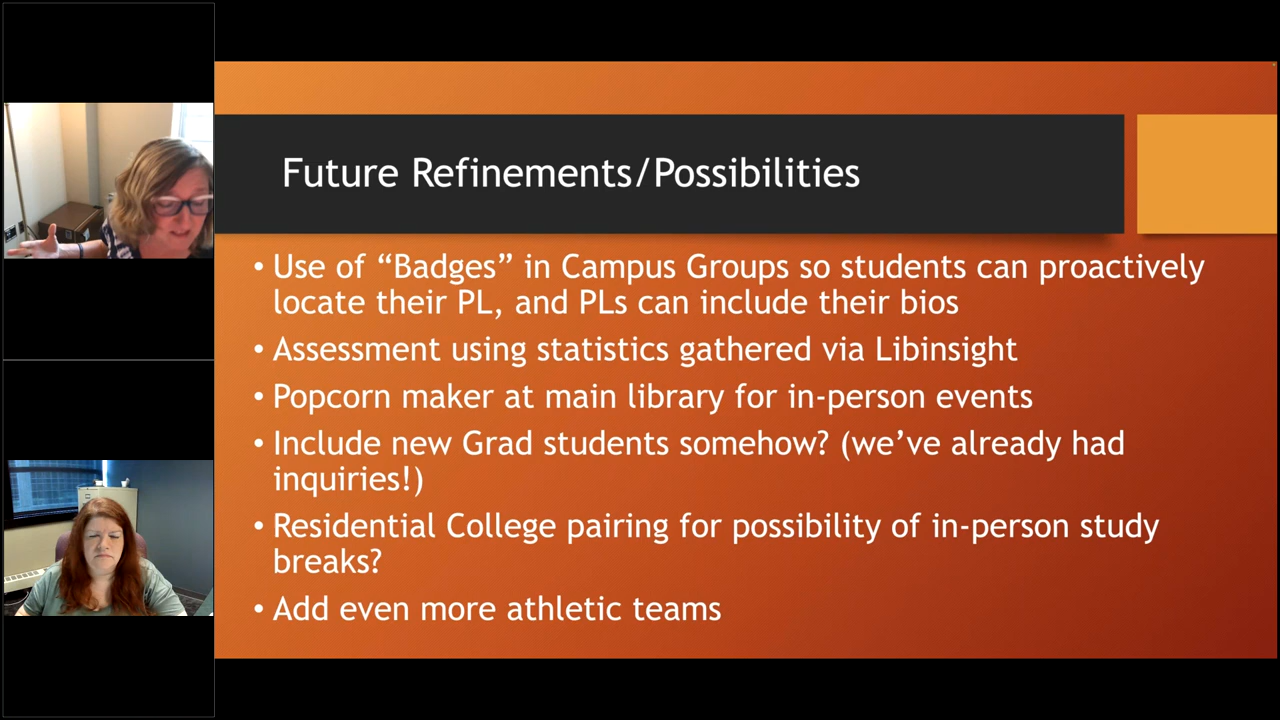 Future Refinements/Possibilities
• Use of “Badges” in Campus Groups so students can proactively
locate their PL, and PLs can include their bios
• Assessment using statistics gathered via Libinsight
• Popcorn maker at main library for in-person events
• Include new Grad students somehow? (we’ve already had
inquiries!)
• Residential College pairing for possibility of in-person study
breaks?
• Add even more athletic teams